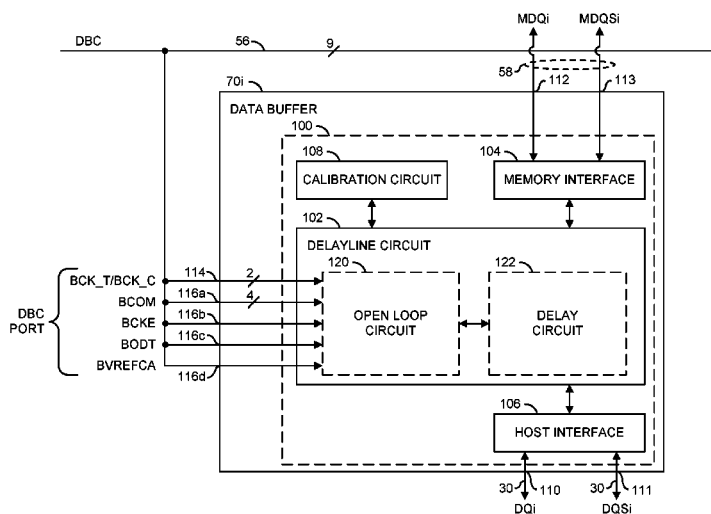 MDQi MDQSi
DBC
56 9
58
112 113
70i
DATA BUFFER
100
108
CALIBRATION CIRCUIT
104
MEMORY INTERFACE
102
DELAYLINE CIRCUIT
120
OPEN LOOP
CIRCUIT
122
DELAY
CIRCUIT
DBC
PORT
BCK_T/BCK_C 114 2
BCOM 116a 4
BCKE 116b
BODT 116c
BVREFCA 116d
106
HOST INTERFACE
30 110 30 111
DQi DQSi